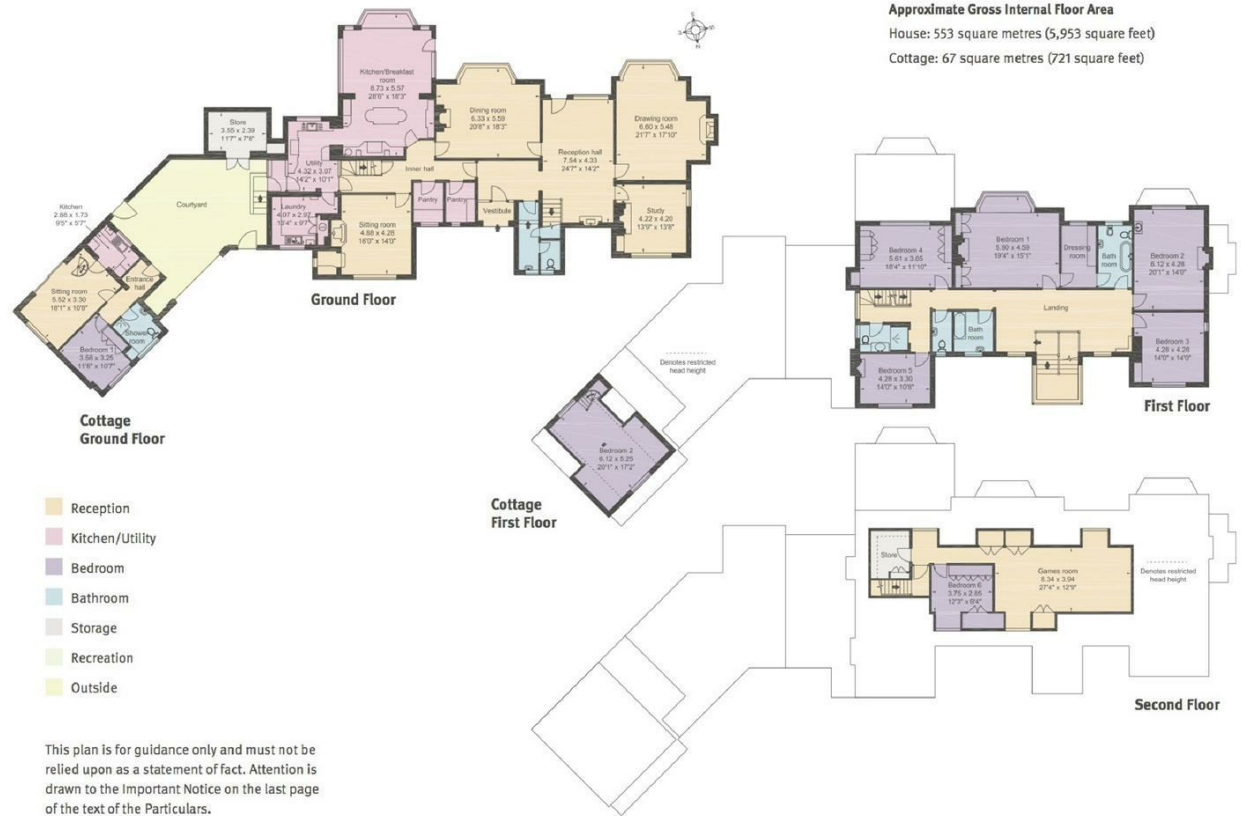 Approximate Gross Internal Floor Area
House: 553 square metres (5,953 square feet)
Cottage: 67 square metres (721 square feet)
Kitchen/Breakfast
room
8.73 x 5.57
28'6" x 18'3"
Dining room
6.33 x 5.59
20'8" x 18'3"
Drawing room
6.60 x 5.48
21'7" x 17'10"
Store
3.55 x 2.39
11'7" x 7'8"
Reception hall
7.54 x 4.33
24'7" x 14'2"
Utility
4.32 x 3.07
14'2" x 10'1"
Inner hall
Courtyard
Kitchen
2.88 x 1.73
9'5" x 5'7"
Laundry
4.07 x 2.97
13'4" x 9'7"
Sitting room
4.88 x 4.28
16'0" x 14'0"
Pantry
Pantry
Vestibule
Study
4.22 x 4.20
13'9" x 13'8"
Entrance
hall
Sitting room
5.52 x 3.30
18'1" x 10'8"
Shower
room
Bedroom 1
3.58 x 3.25
11'8" x 10'7"
Ground Floor
Cottage
Ground Floor
Bedroom 4
5.61 x 3.65
18'4" x 11'10"
Bedroom 1
5.90 x 4.59
19'4" x 15'1"
Dressing
room
Bath
room
Bedroom 2
6.12 x 4.28
20'1" x 14'0"
Landing
Bath
room
Bedroom 3
4.28 x 4.28
14'0" x 14'0"
Bedroom 5
4.28 x 3.30
14'0" x 10'8"
First Floor
Denotes restricted
head height
Bedroom 2
6.12 x 5.25
20'1" x 17'2"
Cottage
First Floor
Store
Bedroom 6
3.75 x 2.85
12'3" x 9'4"
Games room
8.34 x 3.94
27'4" x 12'9"
Denotes restricted
head height
Second Floor
Reception
Kitchen/Utility
Bedroom
Bathroom
Storage
Recreation
Outside
This plan is for guidance only and must not be
relied upon as a statement of fact. Attention is
drawn to the Important Notice on the last page
of the text of the Particulars.